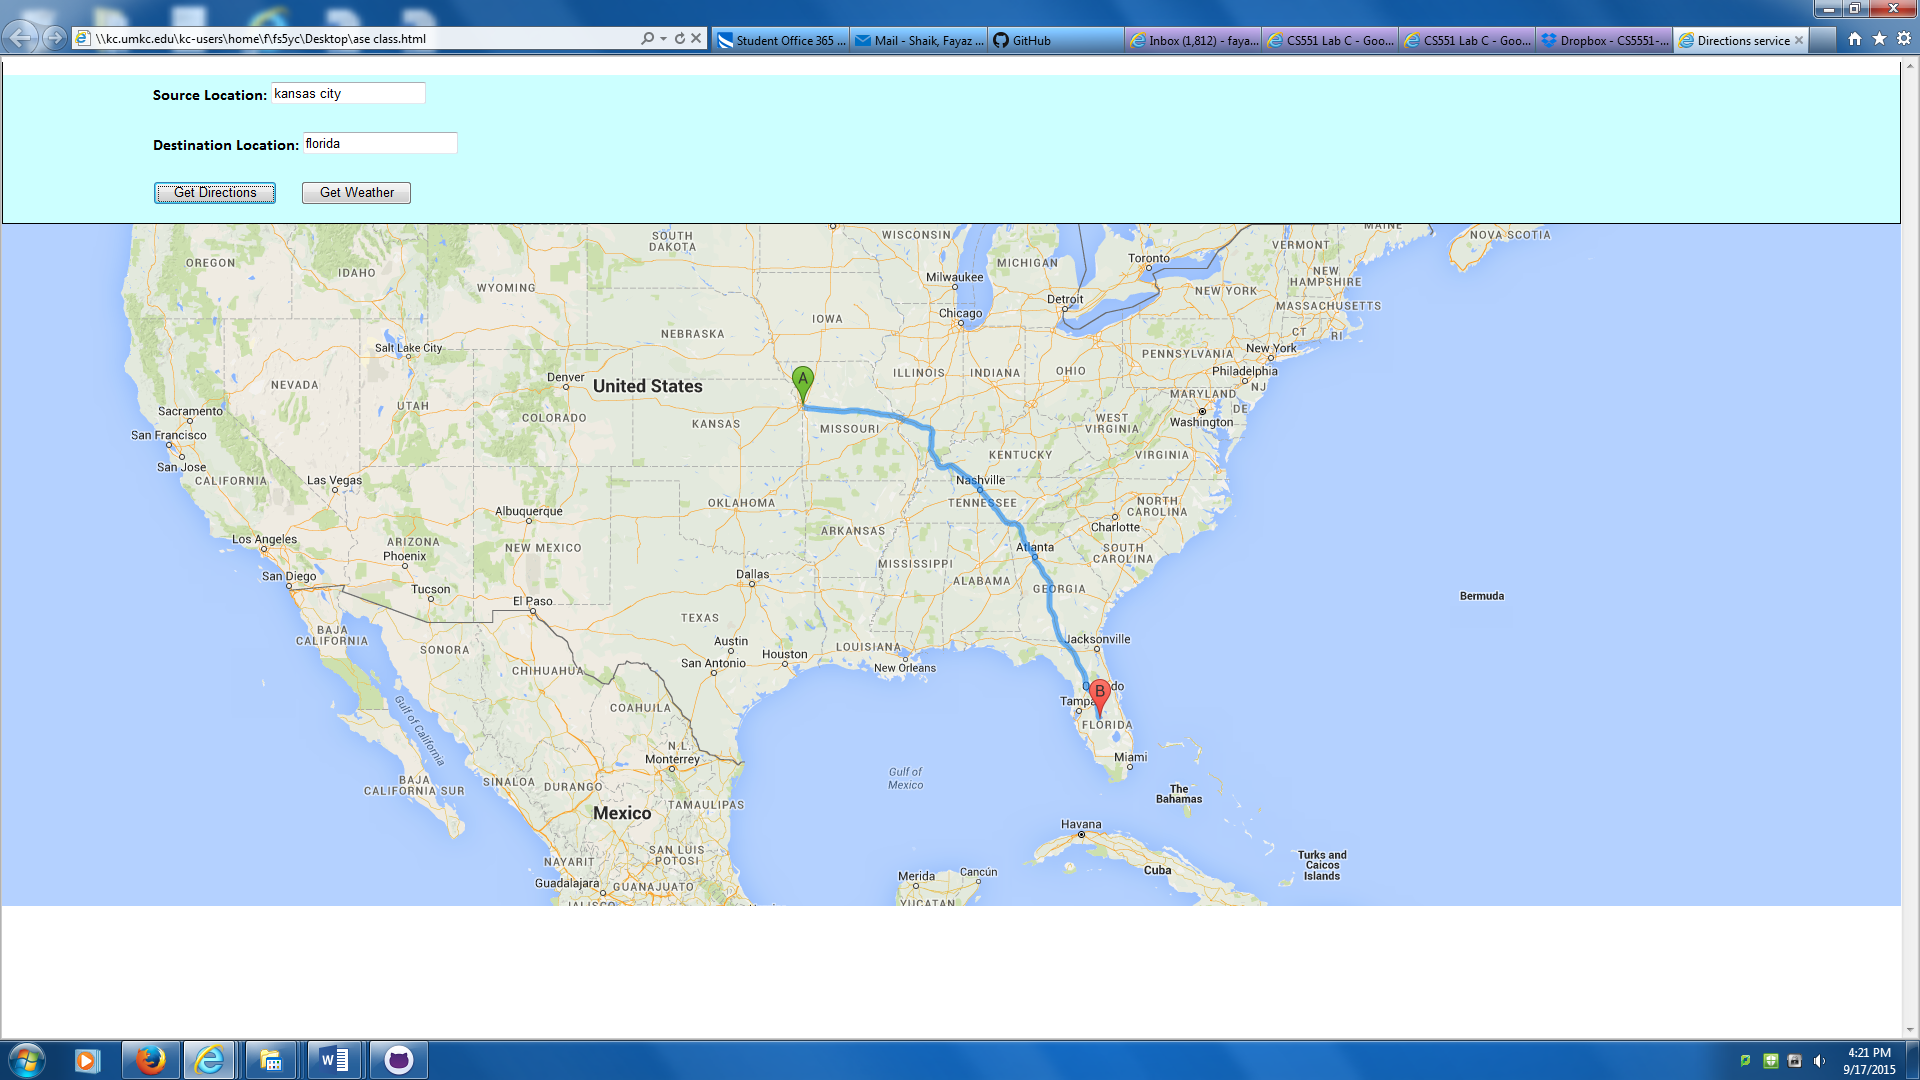 \\kc.umkc.edu\kc-users\home\f\fs5yc\Desktop\ase class.html
Student Office 365 ...
Mail - Shaik, Fayaz ...
GitHub
Inbox (1,812) - faya...
CS551 Lab C - Goo...
CS551 Lab C - Goo...
Dropbox - CS5551-...
Directions service
Source Location: kansas city
Destination Location: florida
Get Directions
Get Weather
MAINE
NOVA SCOTIA
SOUTH
DAKOTA
WISCONSIN
VERMONT
OREGON
IDAHO
MICHIGAN
Toronto
NEW
HAMPSHIRE
Milwaukee
WYOMING
NEW YORK
Detroit
MASSACHUSETTS
Chicago
IOWA
NEBRASKA
CT
RI
Salt Lake City
PENNSYLVANIA
New York
ILLINOIS
INDIANA
OHIO
Philadelphia
Denver
United States
A
NEVADA
NJ
MARYLAND
UTAH
DE
Sacramento
COLORADO
KANSAS
MISSOURI
WEST
VIRGINIA
Washington
San Francisco
KENTUCKY
VIRGINIA
San Jose
CALIFORNIA
Las Vegas
Nashville
TENNESSEE
OKLAHOMA
NORTH
CAROLINA
Albuquerque
Charlotte
ARKANSAS
Los Angeles
ARIZONA
Phoenix
NEW MEXICO
Atlanta
SOUTH
CAROLINA
MISSISSIPPI
San Diego
Dallas
ALABAMA
Tucson
GEORGIA
El Paso
Bermuda
TEXAS
BAJA
CALIFORNIA
Austin
Jacksonville
SONORA
LOUISIANA
Houston
San Antonio
New Orleans
CHIHUAHUA
B
Tampa
COAHUILA
Gulf of California
FLORIDA
N.L.
Monterrey
Miami
Gulf of
Mexico
BAJA
CALIFORNIA SUR
SINALOA
DURANGO
The
Bahamas
TAMAULIPAS
Mexico
Havana
SAN LUIS
POTOSI
NAYARIT
Turks and
Caicos
Islands
Merida
Cancún
Cuba
Guadalajara
GUANAJUATO
JALISCO
YUCATAN
4:21 PM
9/17/2015